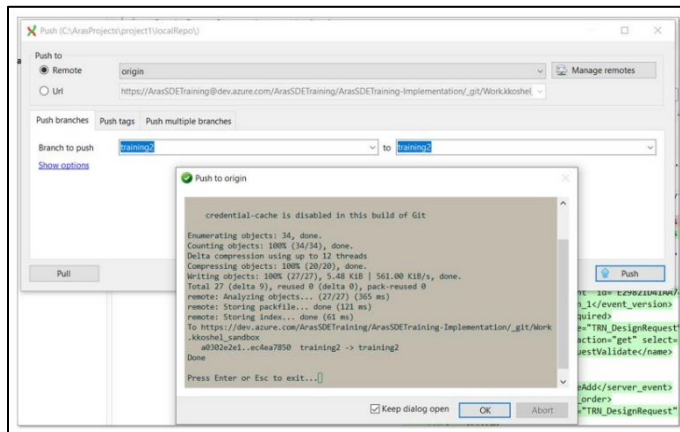 Push (C:\ArasProjects\project1\localRepo\)
Push to
Remote origin Manage remotes
Url https://ArasSDETraining@dev.azure.com/ArasSDETraining/ArasSDETraining-Implementation/_git/Work.kkoshel_
Push branches Push tags Push multiple branches
Branch to push training2 to training2
Show options
Push to origin
credential-cache is disabled in this build of Git
Enumerating objects: 34, done.
Counting objects: 100% (34/34), done.
Delta compression using up to 12 threads
Compressing objects: 100% (20/20), done.
Writing objects: 100% (27/27), 5.48 KiB | 561.00 KiB/s, done.
Total 27 (delta 9), reused 0 (delta 0), pack-reused 0
remote: Analyzing objects... (27/27) (365 ms)
remote: Storing packfile... done (121 ms)
remote: Storing index... done (61 ms)
To https://dev.azure.com/ArasSDETraining/ArasSDETraining-Implementation/_git/Work
.kkoshel_sandbox
a0302e2e1..ec4ea7850 training2 -> training2
Done
Press Enter or Esc to exit...
Keep dialog open OK Abort
Pull Push
n_1</event_version>
quired>
e="TRN_DesignRequest"
action="get" select=
uestValidate</name>
eAdd</server_event>
_order>
="TRN_DesignRequest"